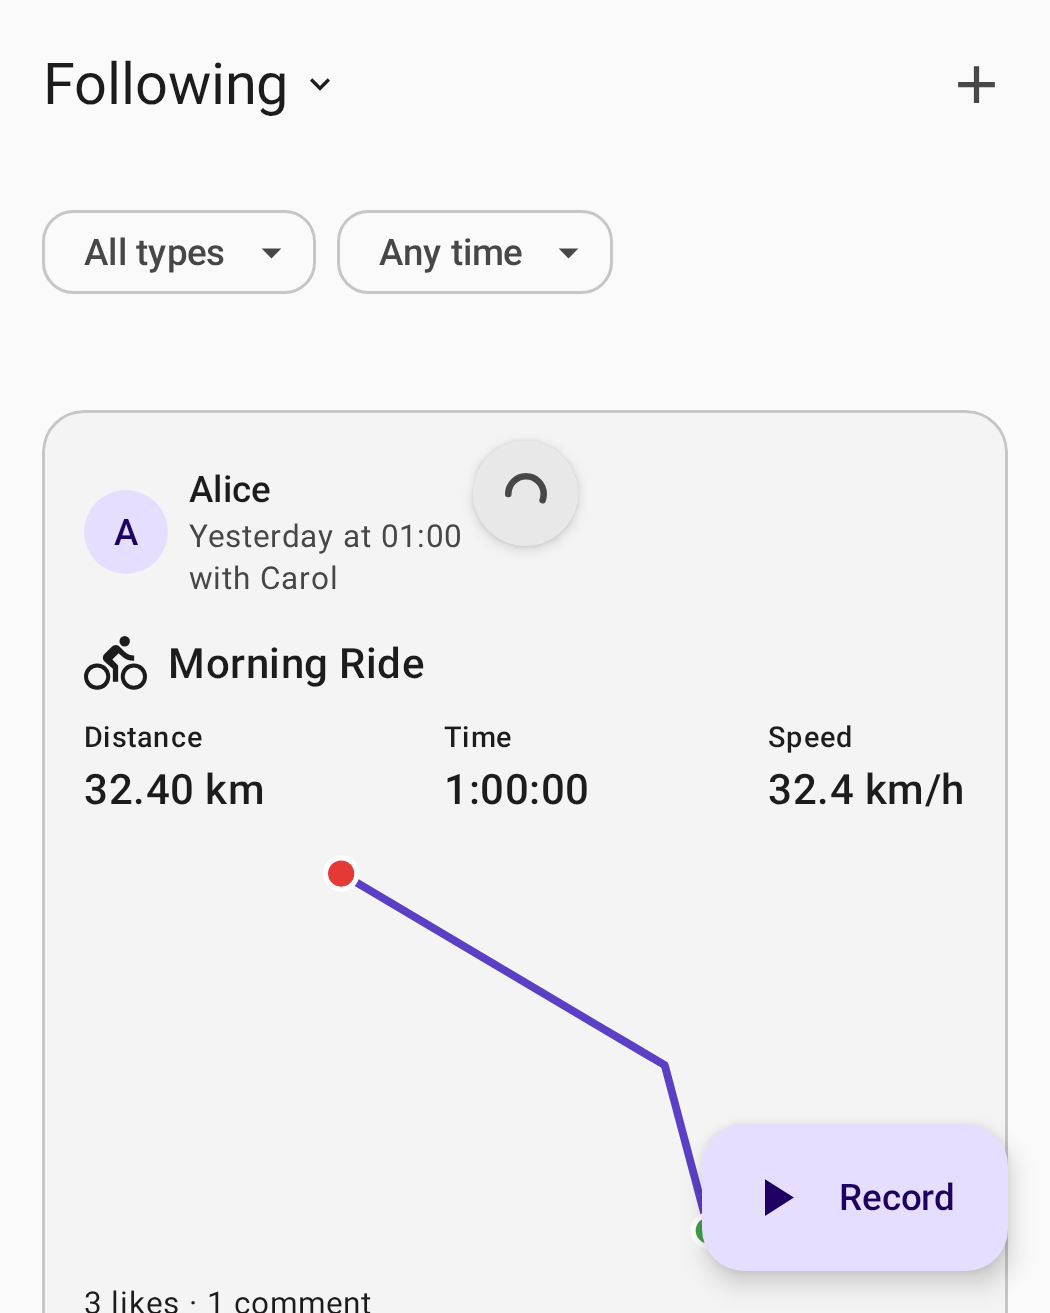 Following
All types
Any time
A
Alice
Yesterday at 01:00
with Carol
Morning Ride
Distance
Time
Speed
32.40 km
1:00:00
32.4 km/h
Record
3 likes · 1 comment